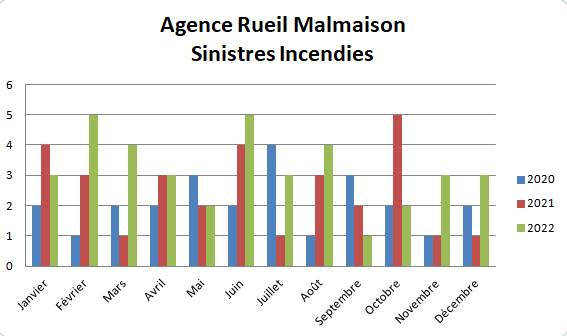 Agence Rueil Malmaison
Sinistres Incendies
6
5
4
3
2
1
0
Janvier
Février
Mars
Avril
Mai
Juin
Juillet
Août
Septembre
Octobre
Novembre
Décembre
2020
2021
2022